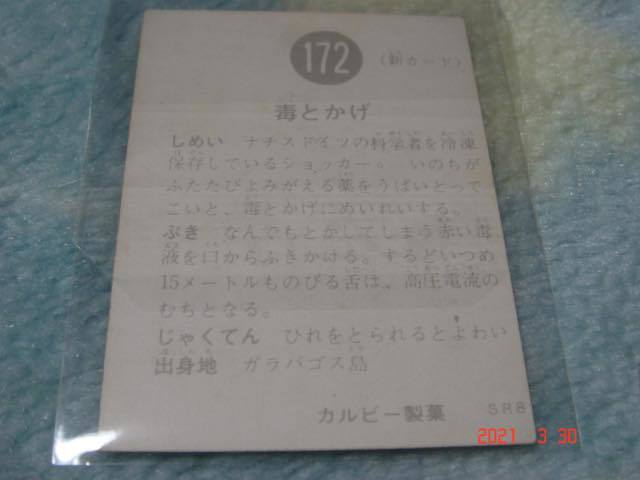 172 (新カード)
毒とかげ
しめい ナチスドイツの科学者を冷凍
保存しているショッカー。 いのちが
ふたたびよみがえる薬をうばいとって
こいと、毒とかげにめいれいする。
ぶき なんでもとかしてしまう赤い毒
液を口からふきかける。するどいつめ
15メートルものびる舌は、高圧電流の
むちとなる。
じゃくてん ひれをとられるとよわい
出身地 ガラパゴス島
カルビー製菓 SR8
2021 3 30